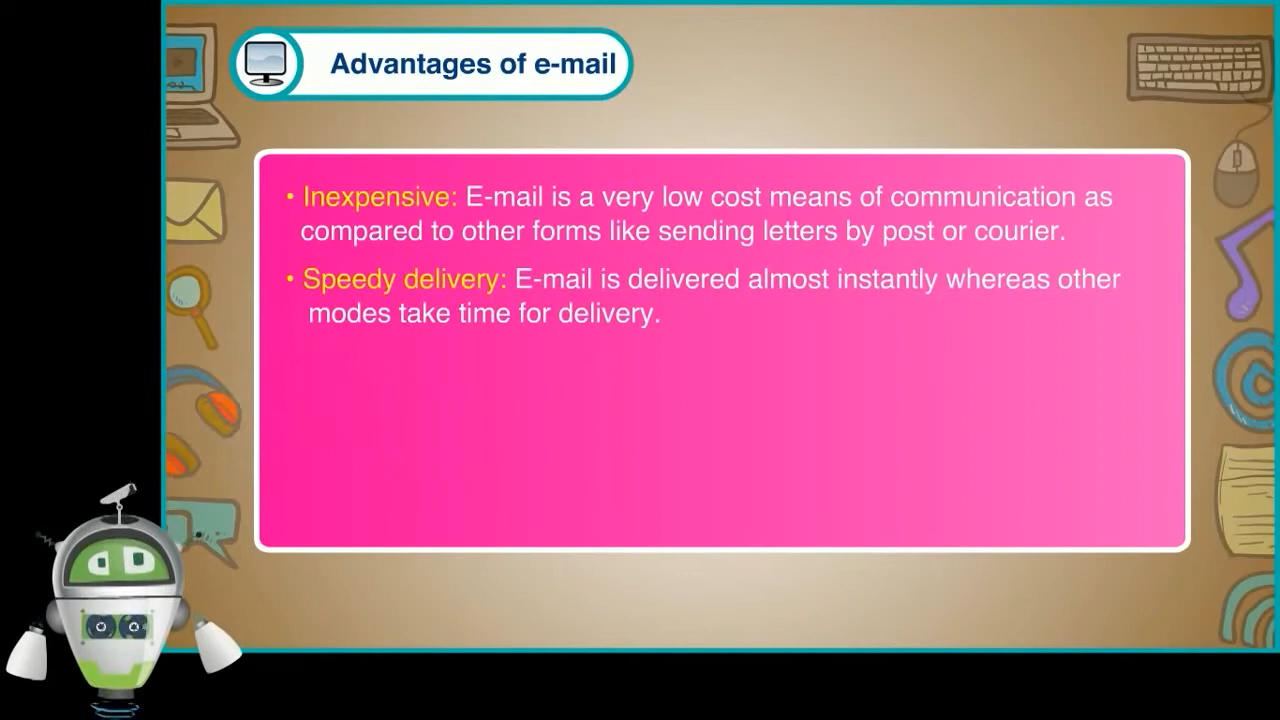 Advantages of e-mail
• Inexpensive: E-mail is a very low cost means of communication as
compared to other forms like sending letters by post or courier.
• Speedy delivery: E-mail is delivered almost instantly whereas other
modes take time for delivery.